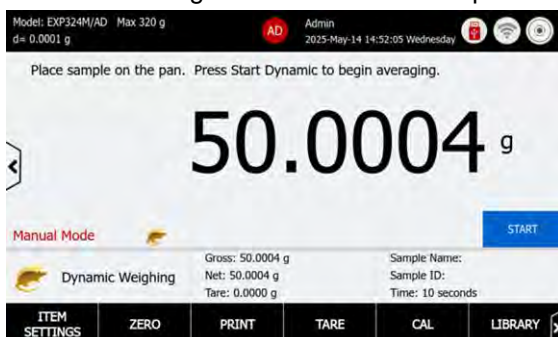 Model: EXP324M/AD Max 320 g
d= 0.0001 g
AD
Admin
2025-May-14 14:52:05 Wednesday
Place sample on the pan. Press Start Dynamic to begin averaging.
50.0004 g
Manual Mode
START
Dynamic Weighing
Gross: 50.0004 g
Net: 50.0004 g
Tare: 0.0000 g
Sample Name:
Sample ID:
Time: 10 seconds
ITEM
SETTINGS
ZERO
PRINT
TARE
CAL
LIBRARY